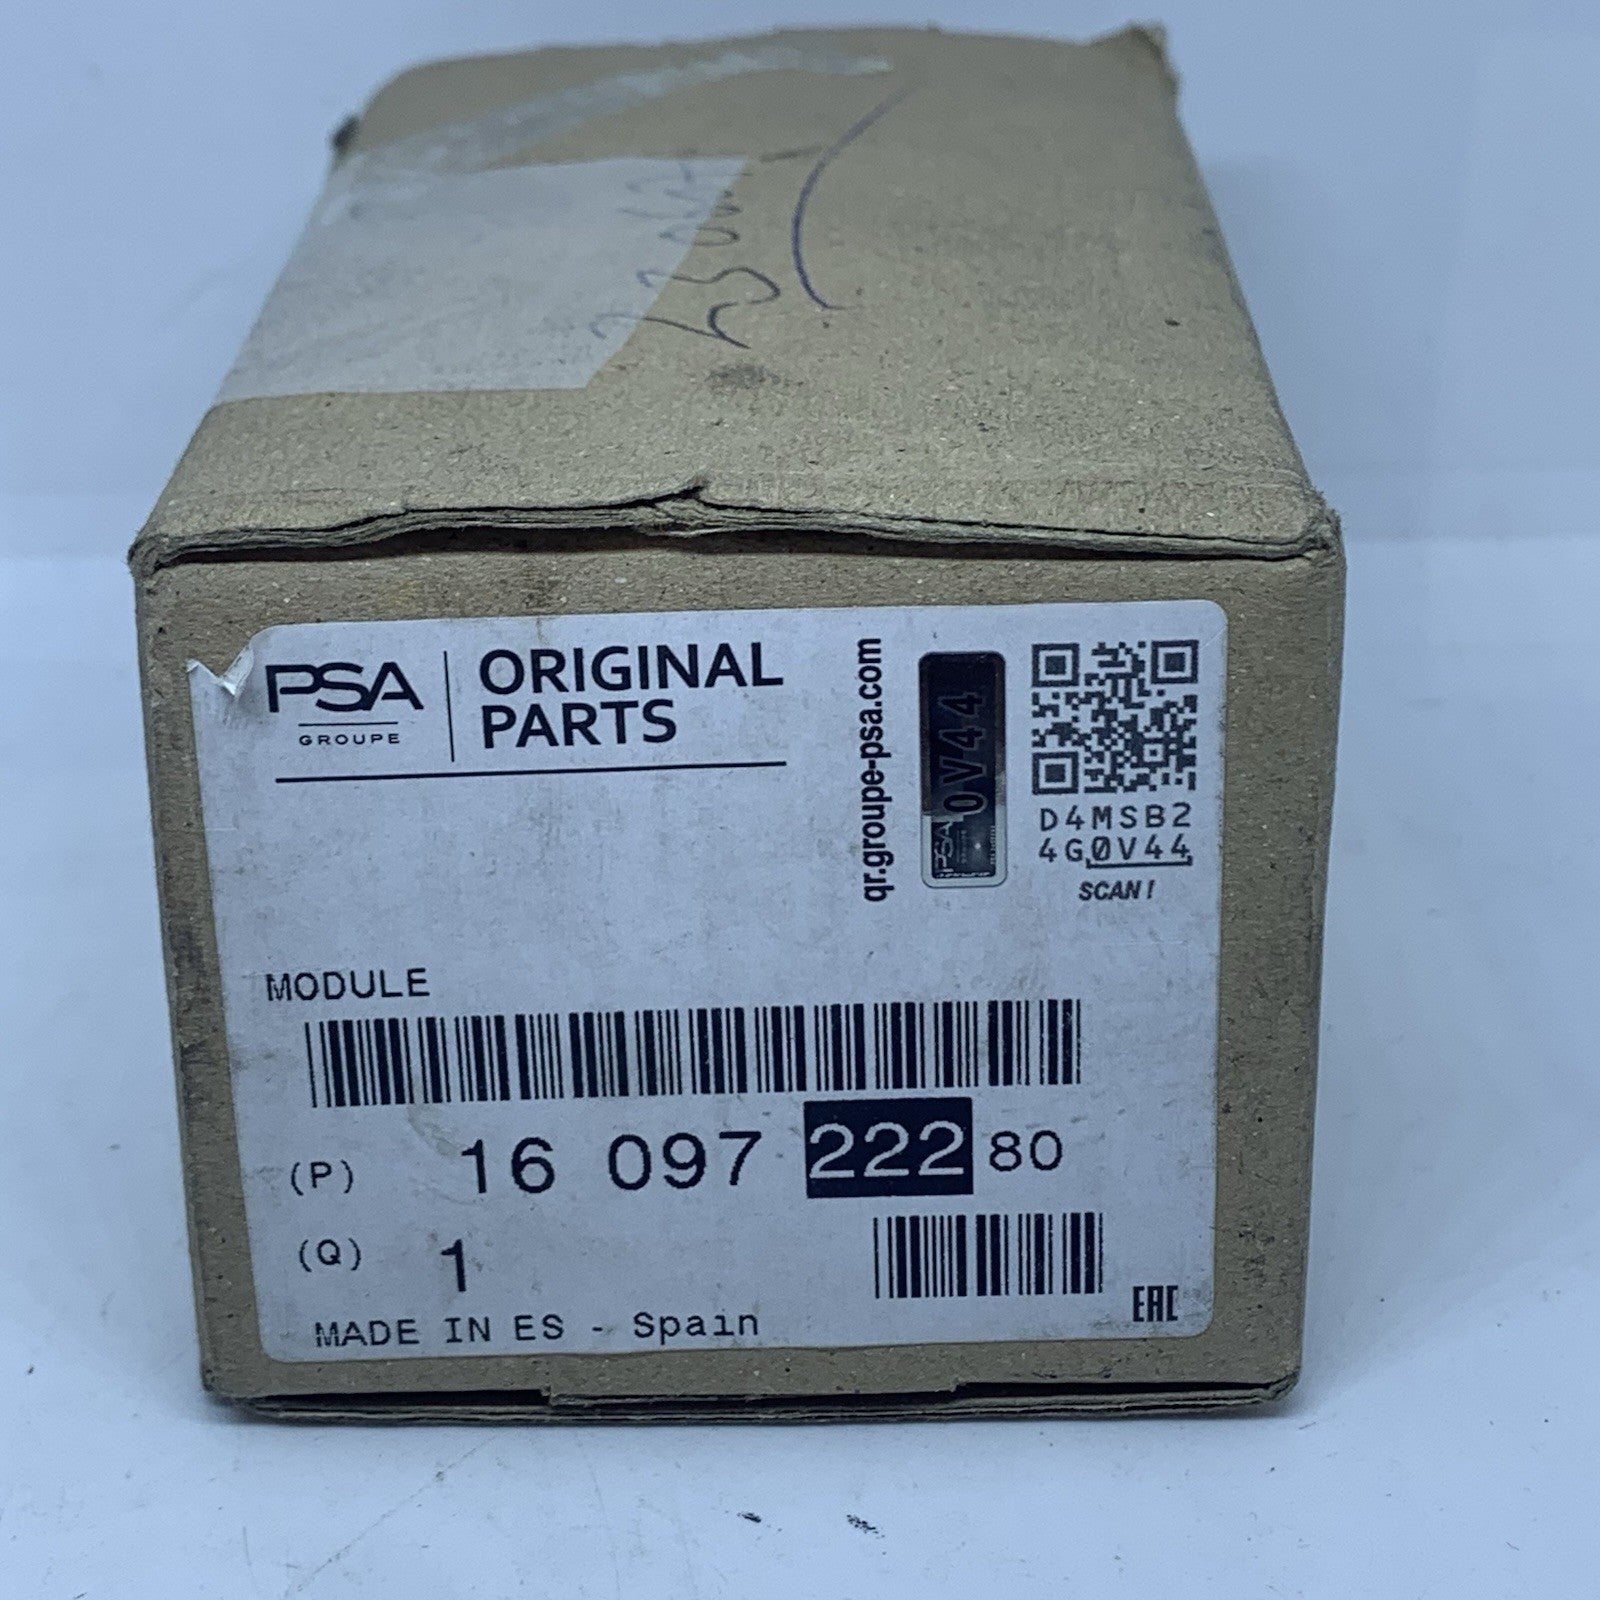 PSA
GROUPE
ORIGINAL
PARTS
qr.groupe-psa.com
0V44
PSA
D4MSB2
4G0V44
SCAN!
MODULE
(P) 16 097 222 80
(Q) 1
MADE IN ES - Spain
EAC